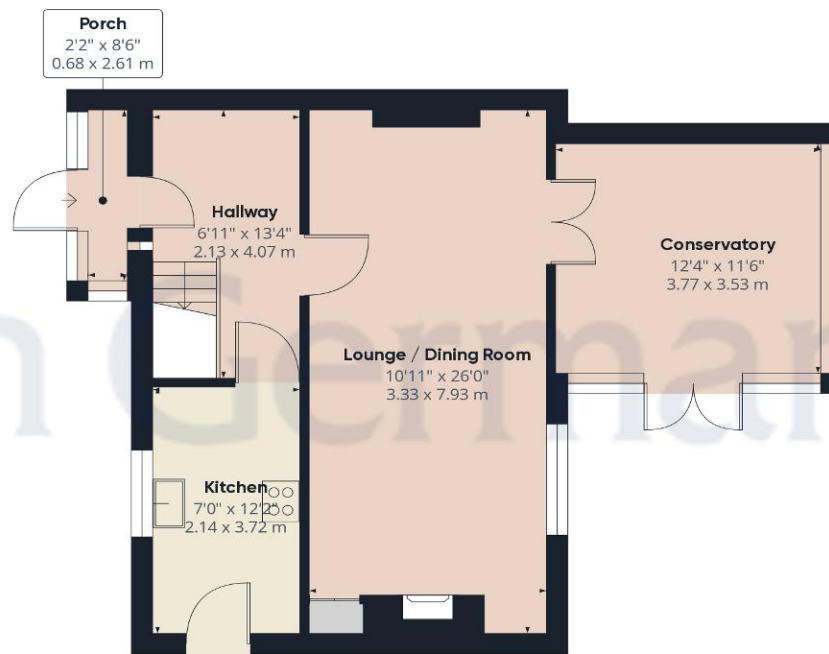 Porch
2'2" x 8'6"
0.68 x 2.61 m
Hallway
6'11" x 13'4"
2.13 x 4.07 m
Conservatory
12'4" x 11'6"
3.77 x 3.53 m
Lounge / Dining Room
10'11" x 26'0"
3.33 x 7.93 m
Kitchen
7'0" x 12'2"
2.14 x 3.72 m
n German